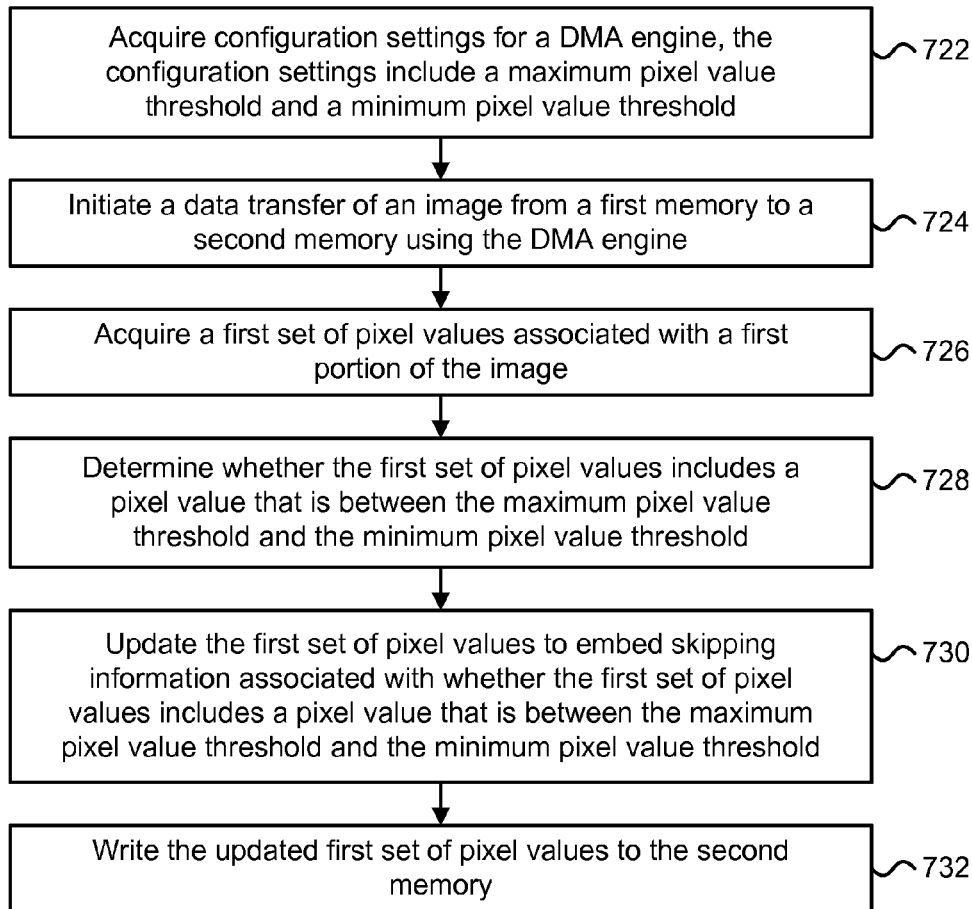 Acquire configuration settings for a DMA engine, the
configuration settings include a maximum pixel value
threshold and a minimum pixel value threshold
722
Initiate a data transfer of an image from a first memory to a
second memory using the DMA engine
724
Acquire a first set of pixel values associated with a first
portion of the image
726
Determine whether the first set of pixel values includes a
pixel value that is between the maximum pixel value
threshold and the minimum pixel value threshold
728
Update the first set of pixel values to embed skipping
information associated with whether the first set of pixel
values includes a pixel value that is between the maximum
pixel value threshold and the minimum pixel value threshold
730
Write the updated first set of pixel values to the second
memory
732